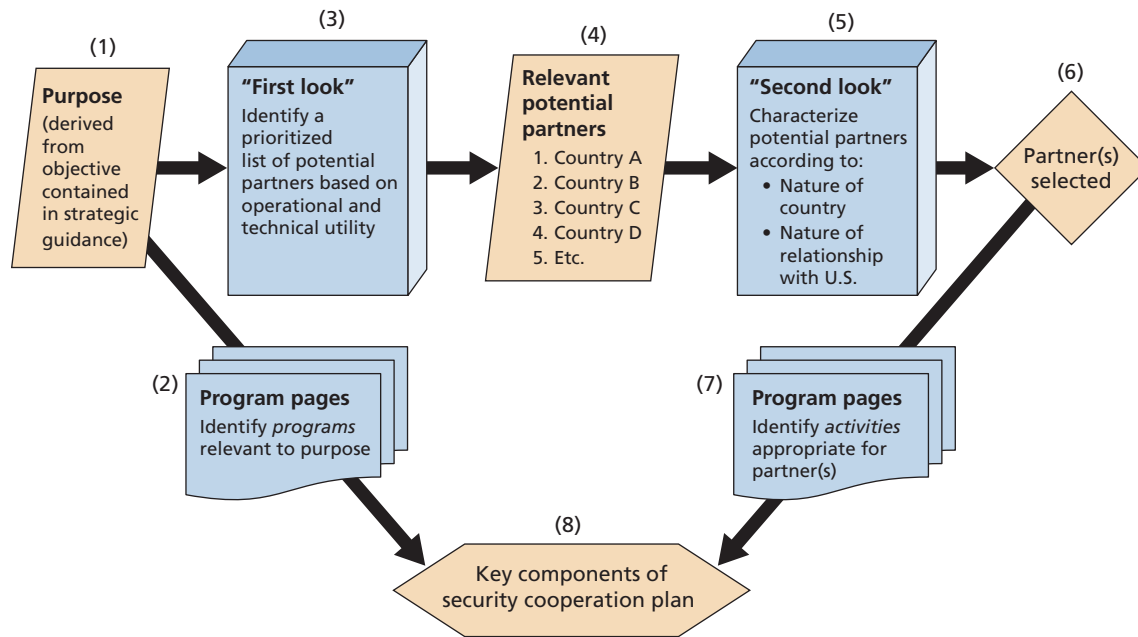 (1)
Purpose
(derived
from
objective
contained
in strategic
guidance)
(2)
Program pages
Identify programs
relevant to purpose
(3)
“First look”
Identify a
prioritized
list of potential
partners based on
operational and
technical utility
(4)
Relevant
potential
partners
1. Country A
2. Country B
3. Country C
4. Country D
5. Etc.
(5)
“Second look”
Characterize
potential partners
according to:
• Nature of
country
• Nature of
relationship
with U.S.
(6)
Partner(s)
selected
(7)
Program pages
Identify activities
appropriate for
partner(s)
(8)
Key components of
security cooperation plan